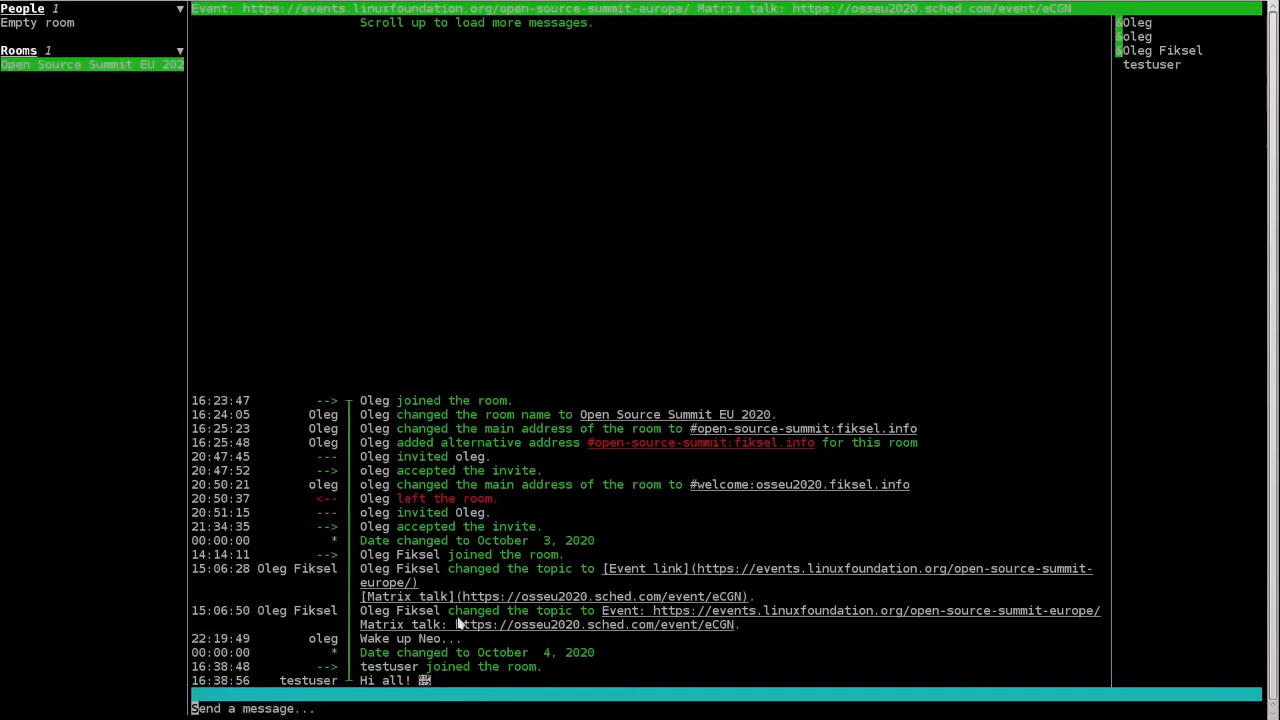 People 1 ▼
Empty room
Rooms 1 ▼
Open Source Summit EU 202
Event: https://events.linuxfoundation.org/open-source-summit-europe/ Matrix talk: https://osseu2020.sched.com/event/eCGN
Scroll up to load more messages.
16:23:47 --> Oleg joined the room.
16:24:05 Oleg Oleg changed the room name to Open Source Summit EU 2020.
16:25:23 Oleg Oleg changed the main address of the room to #open-source-summit:fiksel.info
16:25:48 Oleg Oleg added alternative address #open-source-summit:fiksel.info for this room
20:47:45 --- Oleg invited oleg.
20:47:52 --> oleg accepted the invite.
20:50:21 oleg oleg changed the main address of the room to #welcome:osseu2020.fiksel.info
20:50:37 <-- Oleg left the room.
20:51:15 --- oleg invited Oleg.
21:34:35 --> Oleg accepted the invite.
00:00:00 * Date changed to October 3, 2020
14:14:11 --> Oleg Fiksel joined the room.
15:06:28 Oleg Fiksel Oleg Fiksel changed the topic to [Event link](https://events.linuxfoundation.org/open-source-summit-
europe/)
[Matrix talk](https://osseu2020.sched.com/event/eCGN).
15:06:50 Oleg Fiksel Oleg Fiksel changed the topic to Event: https://events.linuxfoundation.org/open-source-summit-europe/
Matrix talk: https://osseu2020.sched.com/event/eCGN.
22:19:49 oleg Wake up Neo...
00:00:00 * Date changed to October 4, 2020
16:38:48 --> testuser joined the room.
16:38:56 testuser Hi all!
Send a message...
&Oleg
&oleg
&Oleg Fiksel
testuser